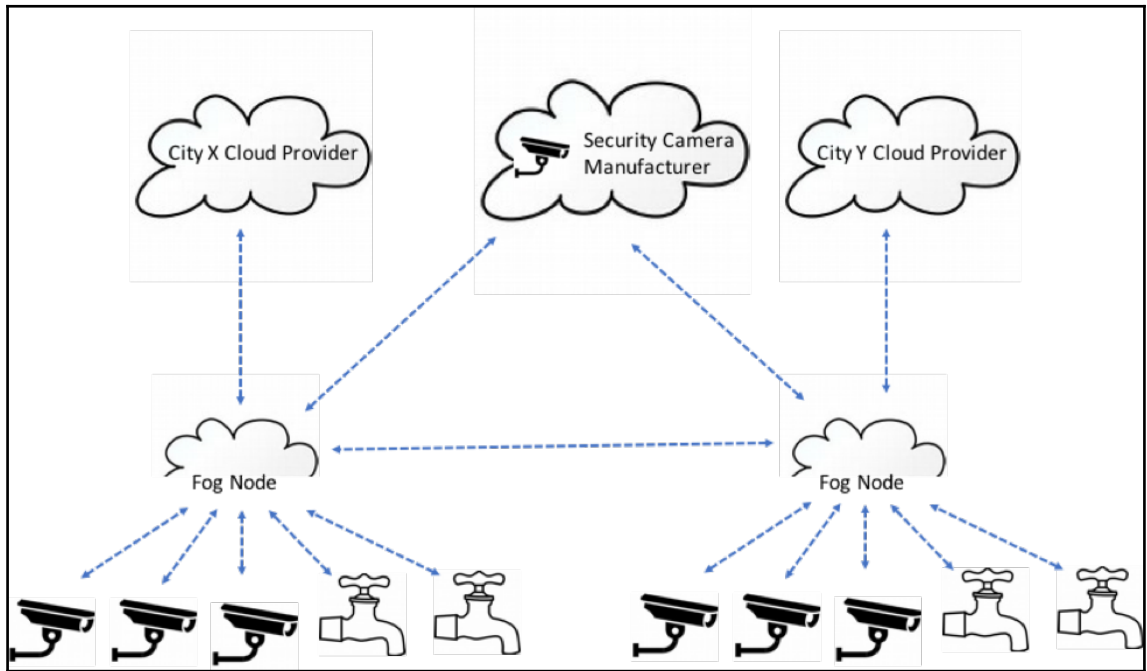 City X Cloud Provider
Security Camera
Manufacturer
City Y Cloud Provider
Fog Node
Fog Node